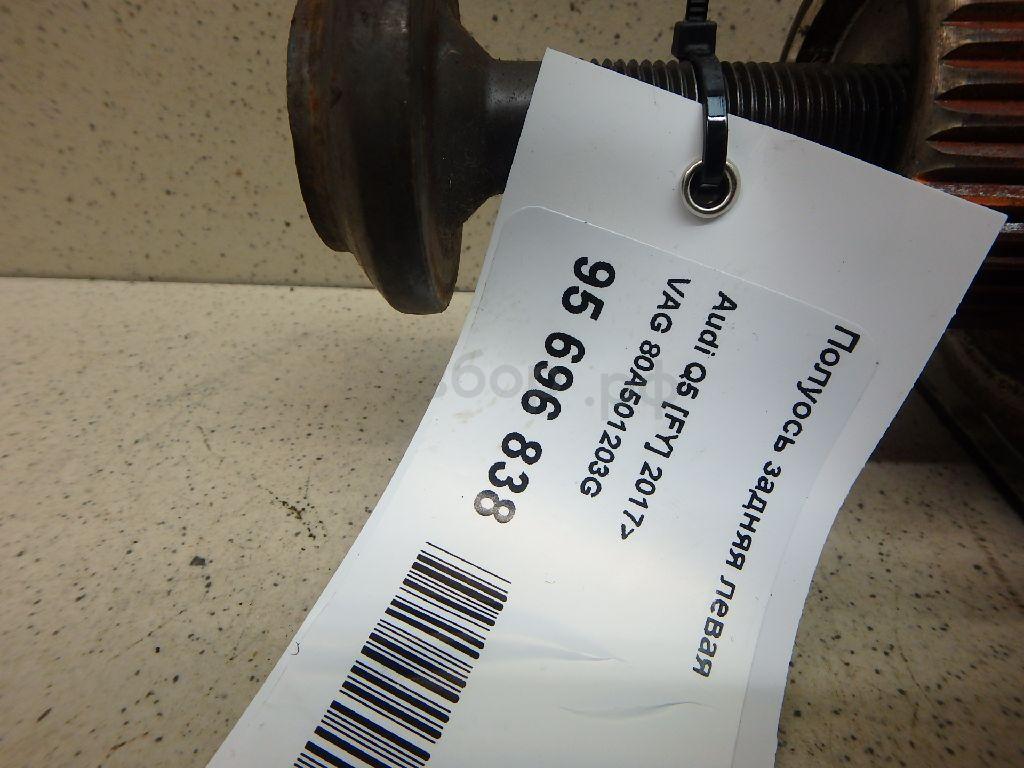 Полуось задняя левая
Audi Q5 [FY] 2017>
VAG 80A501203G
95 696 838